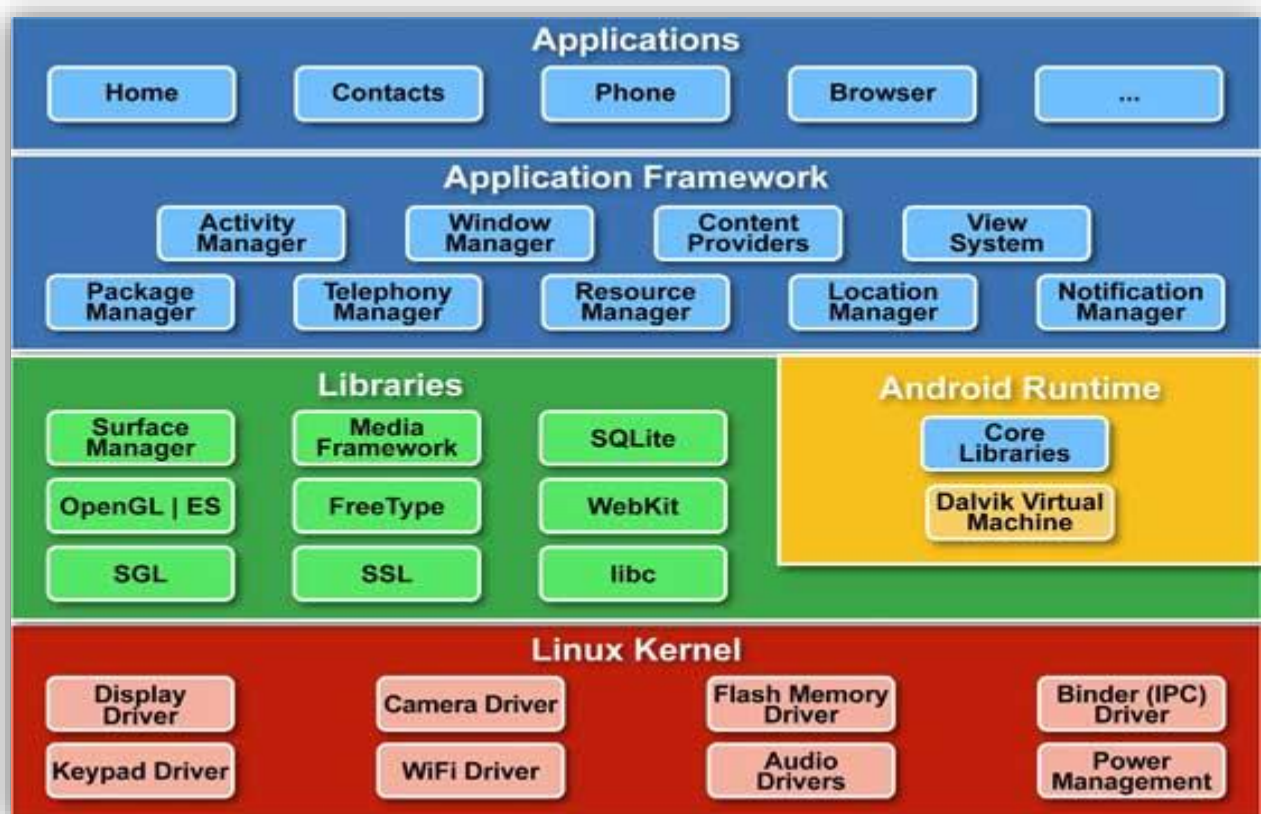 Applications
Home
Contacts
Phone
Browser
...
Application Framework
Activity
Manager
Window
Manager
Content
Providers
View
System
Package
Manager
Telephony
Manager
Resource
Manager
Location
Manager
Notification
Manager
Libraries
Surface
Manager
Media
Framework
SQLite
OpenGL | ES
FreeType
WebKit
SGL
SSL
libc
Android Runtime
Core
Libraries
Dalvik Virtual
Machine
Linux Kernel
Display
Driver
Camera Driver
Flash Memory
Driver
Binder (IPC)
Driver
Keypad Driver
WiFi Driver
Audio
Drivers
Power
Management